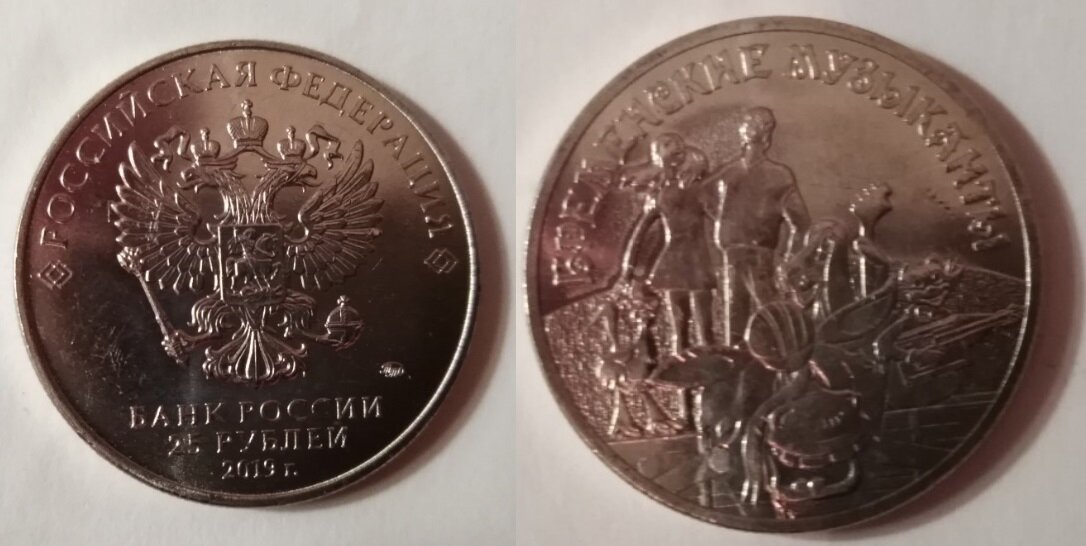 РОССИЙСКАЯ ФЕДЕРАЦИЯ
БАНК РОССИИ
25 РУБЛЕЙ
2019 г.
БРЕМЕНСКИЕ МУЗЫКАНТЫ